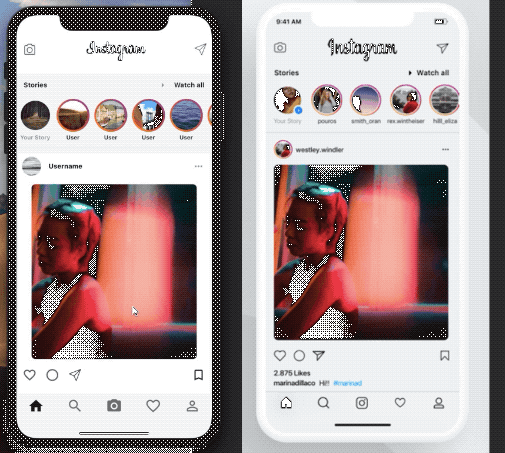 Instagram
Stories
Watch all
Your Story
User
User
User
User
Username
9:41 AM
Instagram
Stories
Watch all
Your Story
pouros
smith_oran
rex.wintheiser
hilll_eliza
westley.windler
2.875 Likes
marinadillaco Hi!! #marinad